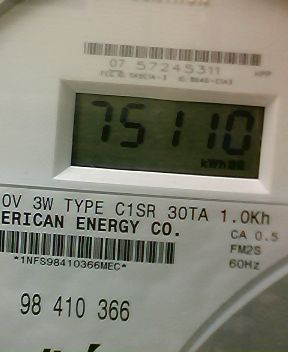 07 57245311
75110
kWh
0V 3W TYPE C1SR 30TA 1.0Kh
ERICAN ENERGY CO.
CA 0.5
FM2S
60Hz
*1NFS98410366MEC*
98 410 366